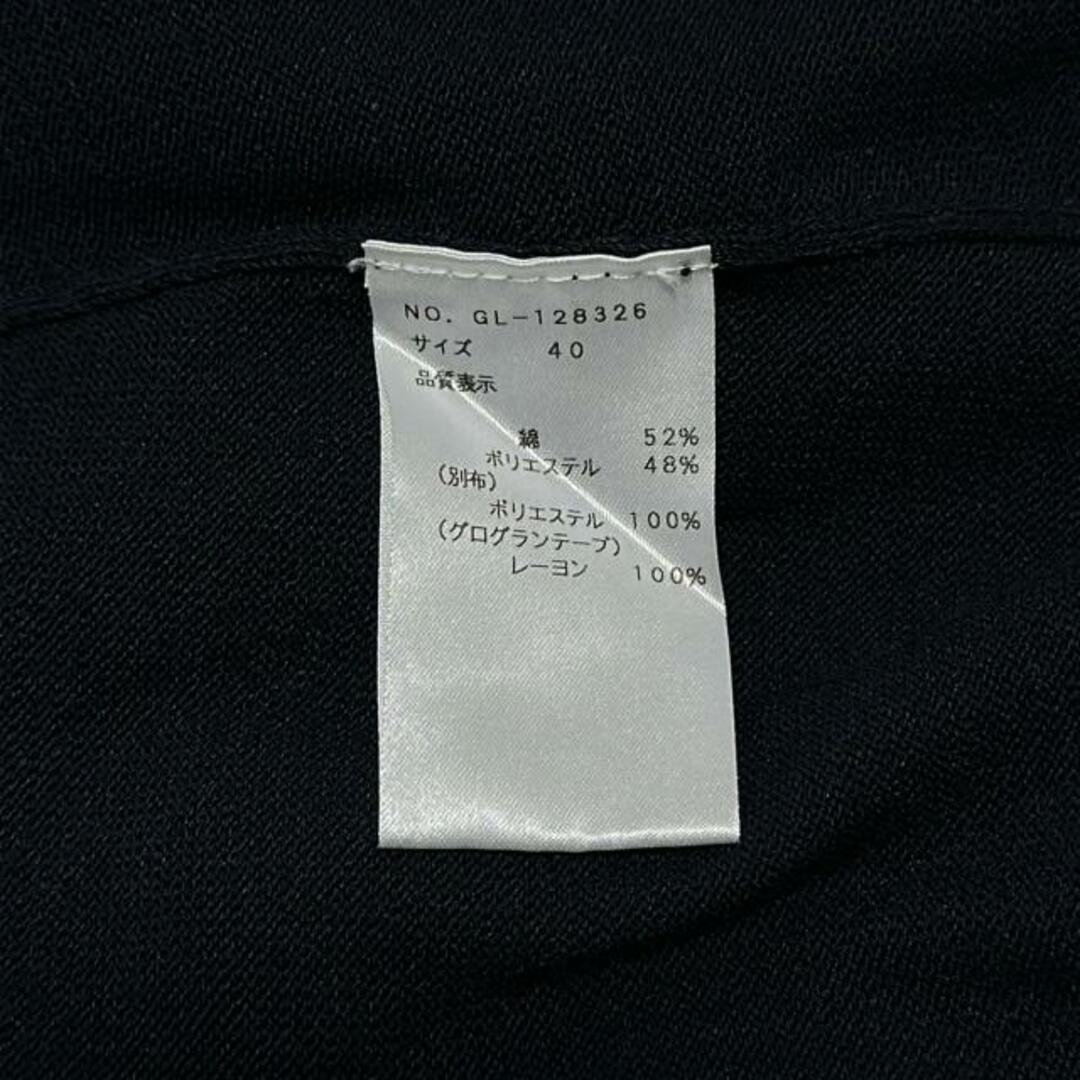 NO. GL-128326
サイズ 40
品質表示
綿 52%
ポリエステル 48%
(別布)
ポリエステル 100%
(グログランテープ)
レーヨン 100%